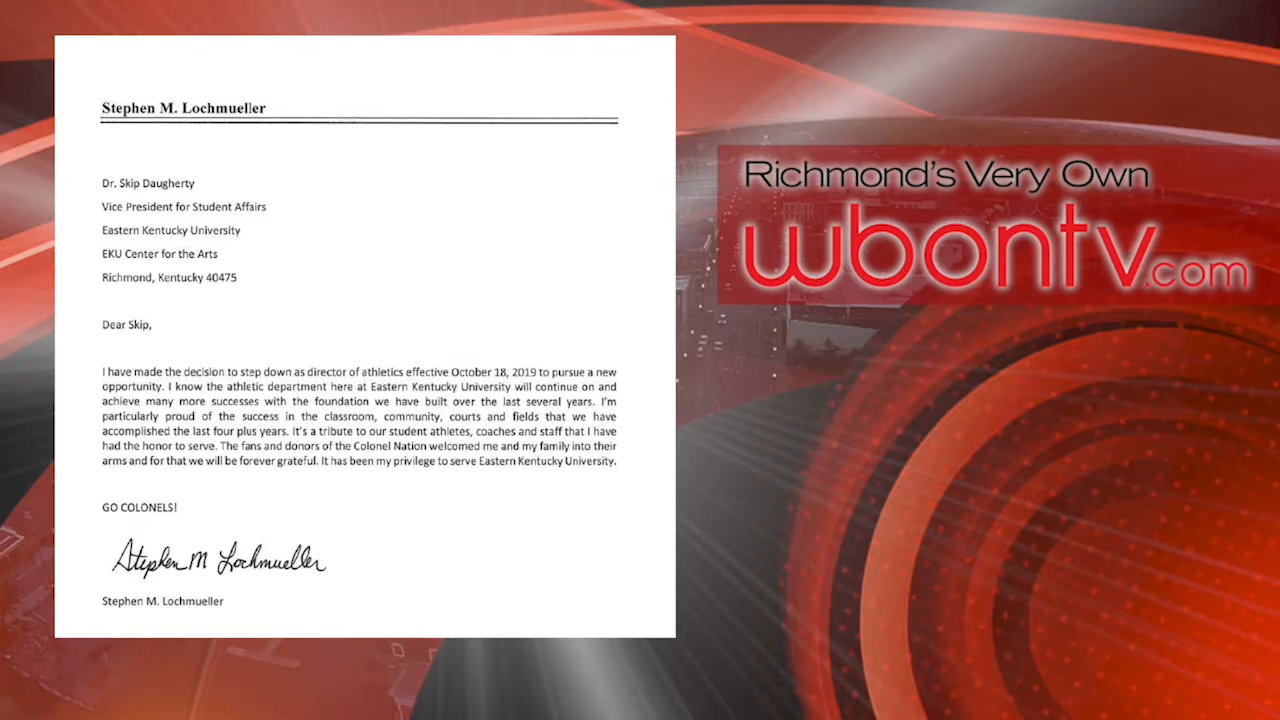 Stephen M. Lochmueller
Dr. Skip Daugherty
Vice President for Student Affairs
Eastern Kentucky University
EKU Center for the Arts
Richmond, Kentucky 40475
Dear Skip,
I have made the decision to step down as director of athletics effective October 18, 2019 to pursue a new
opportunity. I know the athletic department here at Eastern Kentucky University will continue on and
achieve many more successes with the foundation we have built over the last several years. I'm
particularly proud of the success in the classroom, community, courts and fields that we have
accomplished the last four plus years. It's a tribute to our student athletes, coaches and staff that I have
had the honor to serve. The fans and donors of the Colonel Nation welcomed me and my family into their
arms and for that we will be forever grateful. It has been my privilege to serve Eastern Kentucky University.
GO COLONELS!
Stephen M Lochmueller
Stephen M. Lochmueller
Richmond's Very Own
wbontv.com